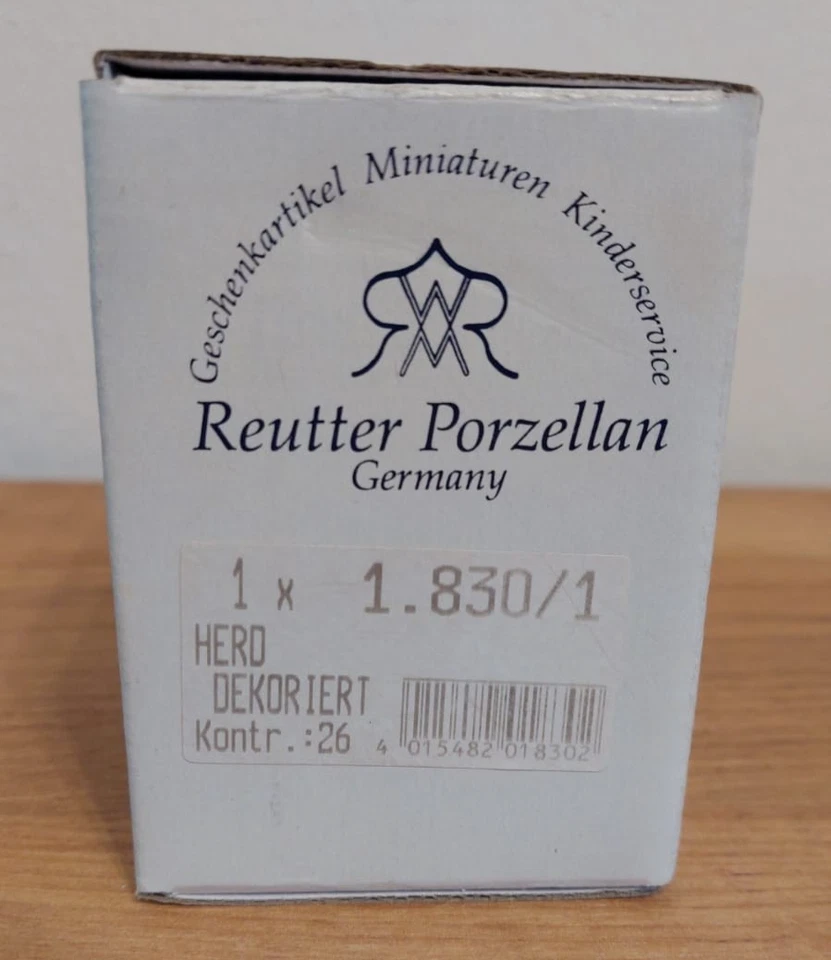 Geschenkartikel Miniaturen Kinderservice
Reutter Porzellan
Germany
1 x 1.830/1
HERD
DEKORIERT
Kontr.:26
4 015482 018302